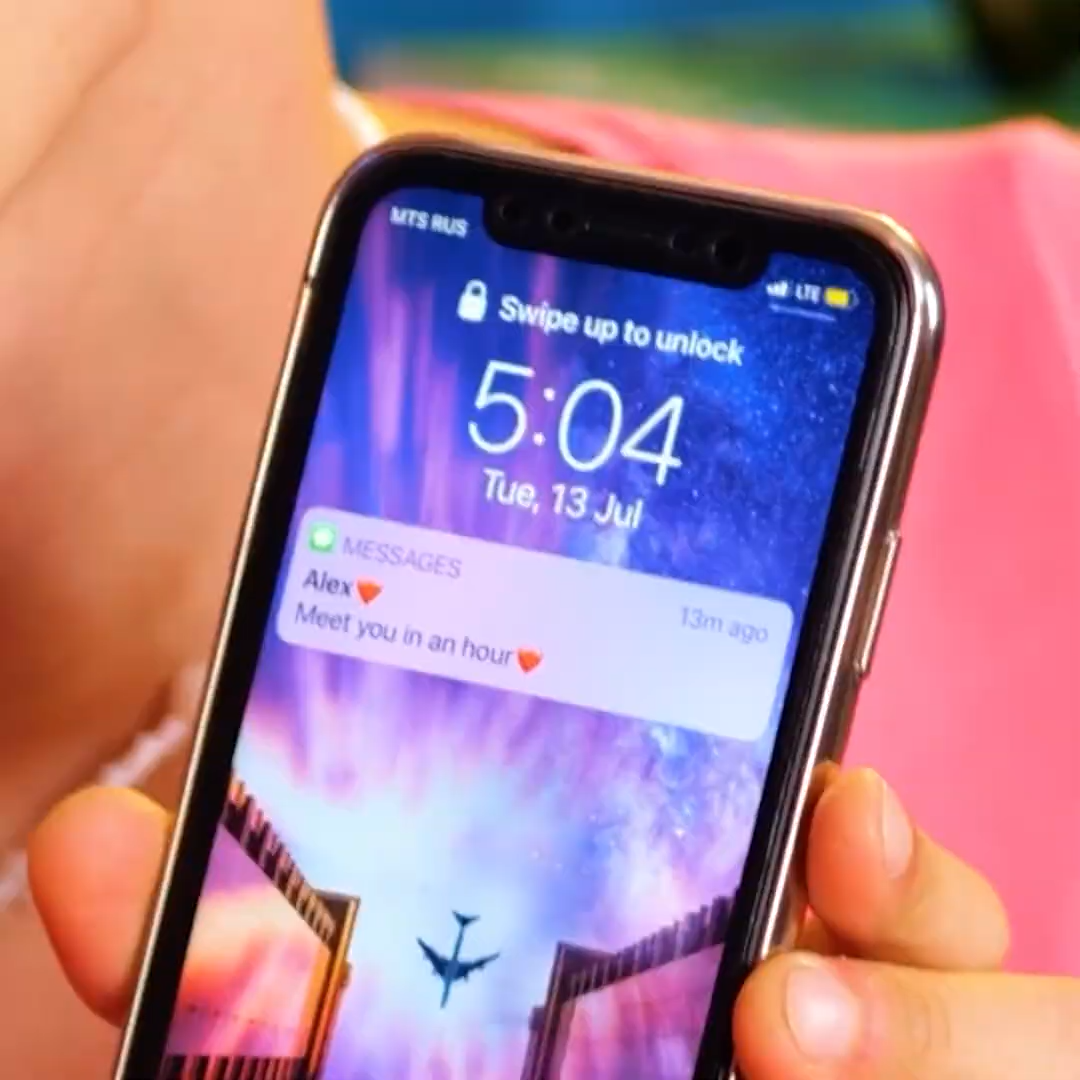 MTS RUS
LTE
Swipe up to unlock
5:04
Tue, 13 Jul
MESSAGES
13m ago
Alex❤️
Meet you in an hour❤️